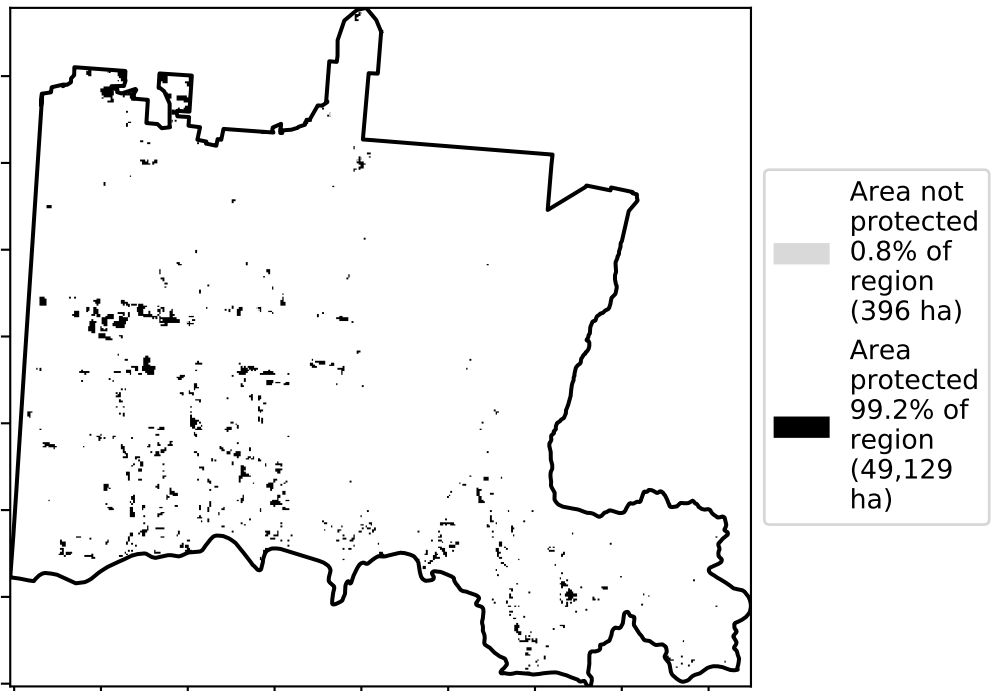 Area not
protected
0.8% of
region
(396 ha)
Area
protected
99.2% of
region
(49,129
ha)